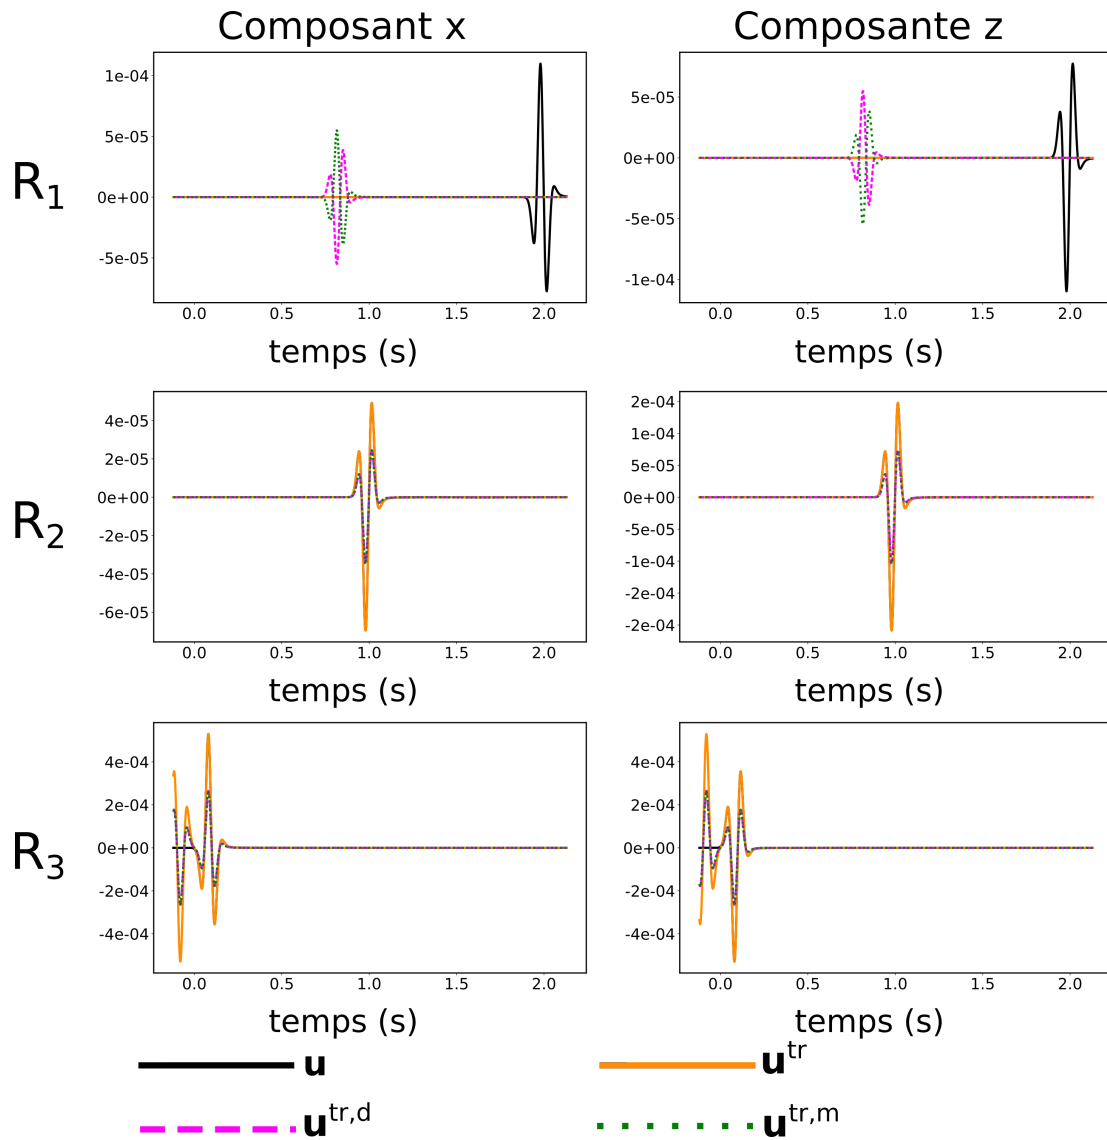 Composant x
Composante z
R1
1e-04
5e-05
0e+00
-5e-05
0.0 0.5 1.0 1.5 2.0
temps (s)
5e-05
0e+00
-5e-05
-1e-04
0.0 0.5 1.0 1.5 2.0
temps (s)
R2
4e-05
2e-05
0e+00
-2e-05
-4e-05
-6e-05
0.0 0.5 1.0 1.5 2.0
temps (s)
2e-04
1e-04
5e-05
0e+00
-5e-05
-1e-04
-2e-04
-2e-04
0.0 0.5 1.0 1.5 2.0
temps (s)
R3
4e-04
2e-04
0e+00
-2e-04
-4e-04
0.0 0.5 1.0 1.5 2.0
temps (s)
4e-04
2e-04
0e+00
-2e-04
-4e-04
0.0 0.5 1.0 1.5 2.0
temps (s)
u
u^tr
u^tr,d
u^tr,m